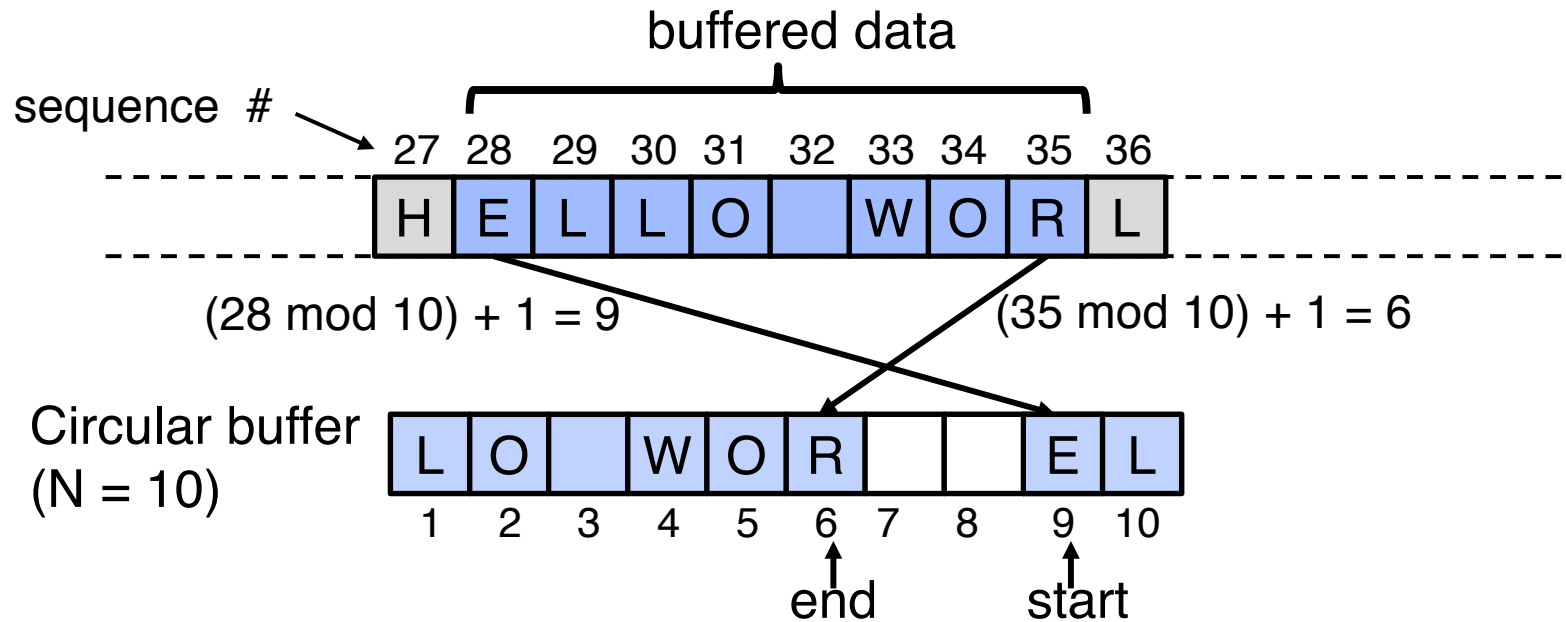 buffered data
sequence #
27 28 29 30 31 32 33 34 35 36
H E L L O W O R L
(28 mod 10) + 1 = 9 (35 mod 10) + 1 = 6
Circular buffer
(N = 10)
L O W O R E L
1 2 3 4 5 6 7 8 9 10
end start